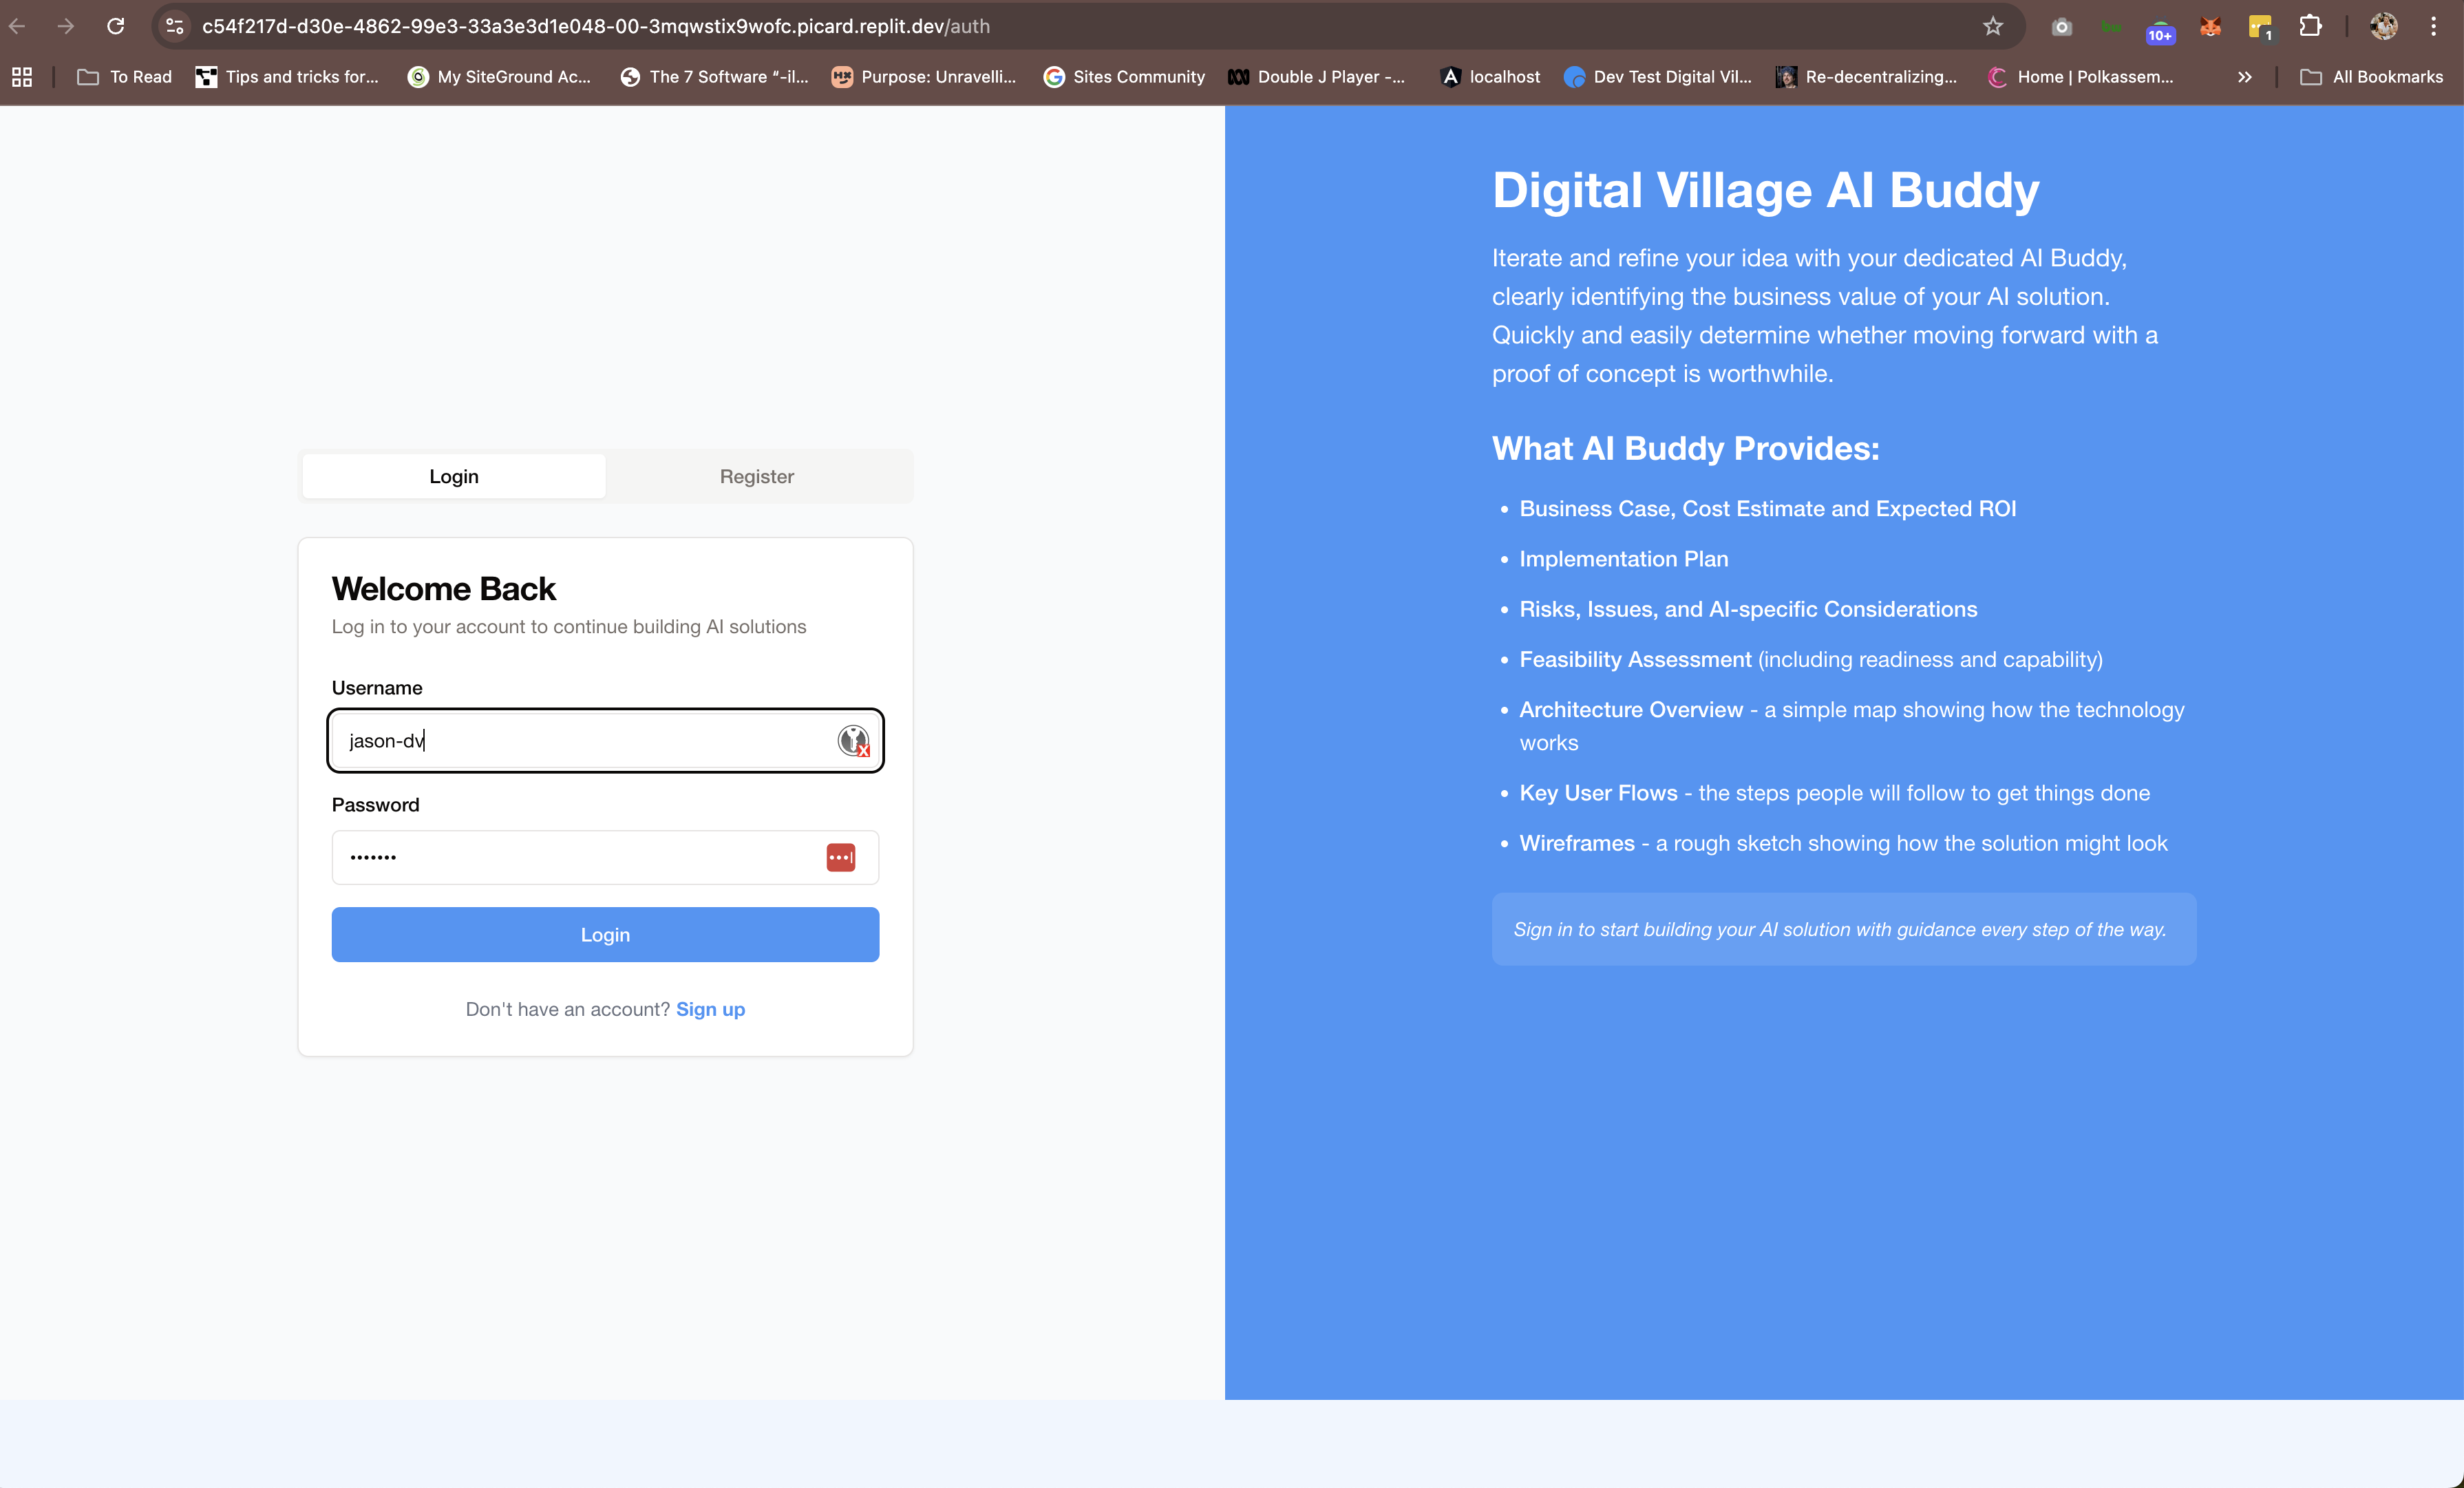 c54f217d-d30e-4862-99e3-33a3e3d1e048-00-3mqwstix9wofc.picard.replit.dev/auth
10+
1
To Read
Tips and tricks for...
My SiteGround Ac...
The 7 Software “-il...
Purpose: Unravelli...
Sites Community
Double J Player -...
localhost
Dev Test Digital Vil...
Re-decentralizing...
Home | Polkassem...
All Bookmarks
Login
Register
Welcome Back
Log in to your account to continue building AI solutions
Username
jason-dv
Password
•••••••
Login
Don't have an account? Sign up
Digital Village AI Buddy
Iterate and refine your idea with your dedicated AI Buddy,
clearly identifying the business value of your AI solution.
Quickly and easily determine whether moving forward with a
proof of concept is worthwhile.
What AI Buddy Provides:
• Business Case, Cost Estimate and Expected ROI
• Implementation Plan
• Risks, Issues, and AI-specific Considerations
• Feasibility Assessment (including readiness and capability)
• Architecture Overview - a simple map showing how the technology
works
• Key User Flows - the steps people will follow to get things done
• Wireframes - a rough sketch showing how the solution might look
Sign in to start building your AI solution with guidance every step of the way.